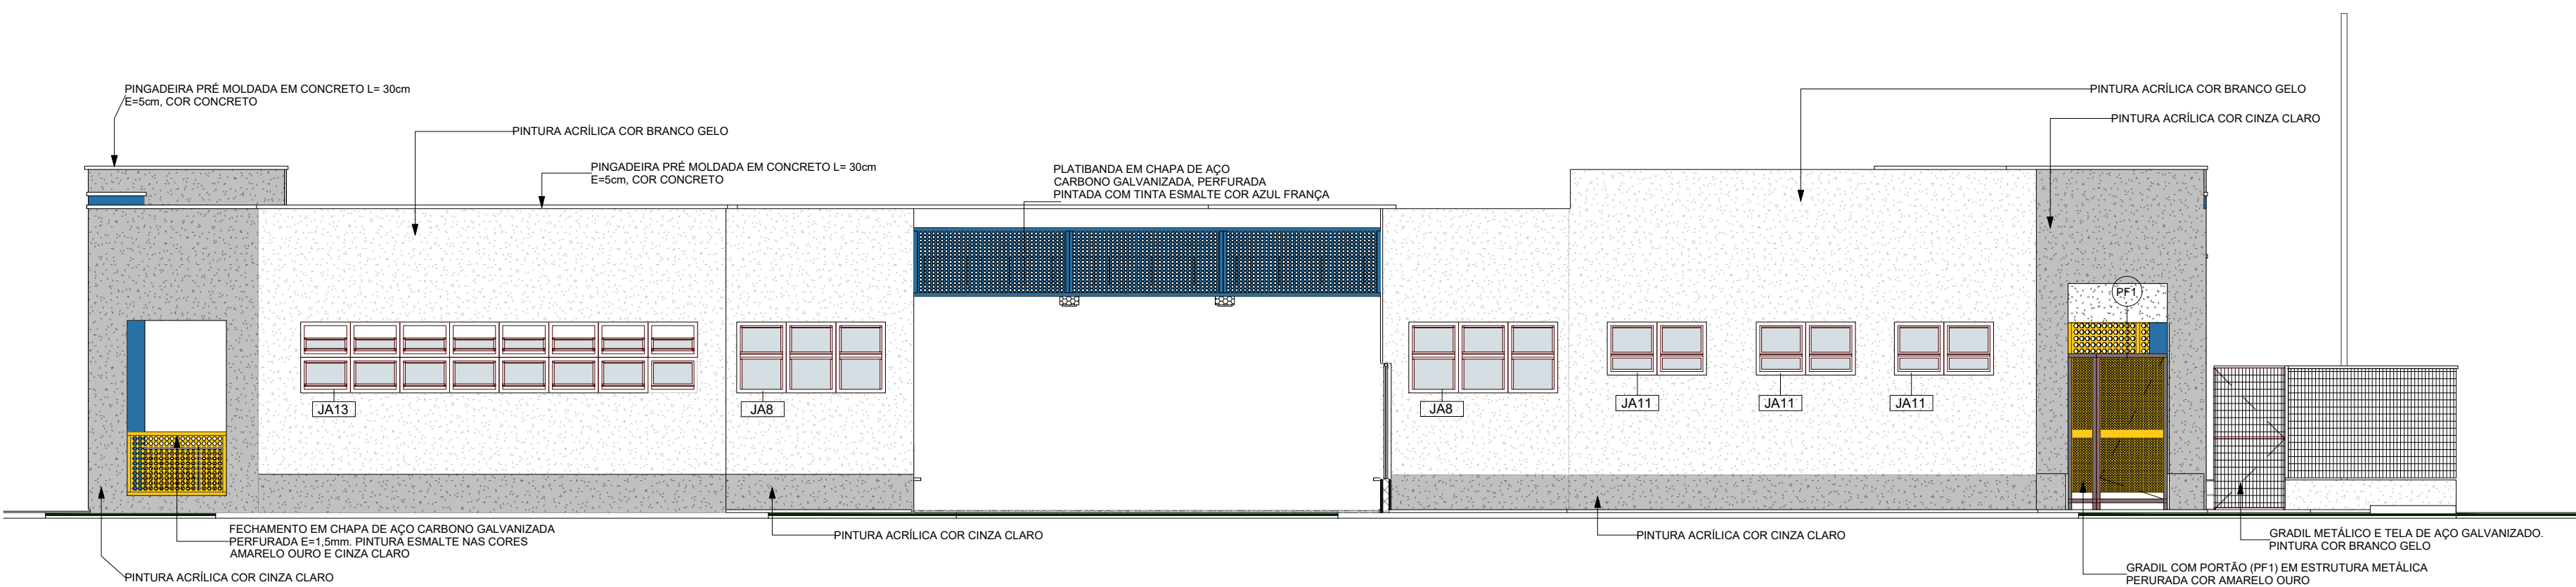 PINGADEIRA PRÉ MOLDADA EM CONCRETO L= 30cm
E=5cm, COR CONCRETO
PINTURA ACRÍLICA COR BRANCO GELO
PINGADEIRA PRÉ MOLDADA EM CONCRETO L= 30cm
E=5cm, COR CONCRETO
PLATIBANDA EM CHAPA DE AÇO
CARBONO GALVANIZADA, PERFURADA
PINTADA COM TINTA ESMALTE COR AZUL FRANÇA
PINTURA ACRÍLICA COR BRANCO GELO
PINTURA ACRÍLICA COR CINZA CLARO
PF1
JA13
JA8
JA8
JA11
JA11
JA11
FECHAMENTO EM CHAPA DE AÇO CARBONO GALVANIZADA
PERFURADA E=1,5mm. PINTURA ESMALTE NAS CORES
AMARELO OURO E CINZA CLARO
PINTURA ACRÍLICA COR CINZA CLARO
PINTURA ACRÍLICA COR CINZA CLARO
PINTURA ACRÍLICA COR CINZA CLARO
GRADIL METÁLICO E TELA DE AÇO GALVANIZADO.
PINTURA COR BRANCO GELO
GRADIL COM PORTÃO (PF1) EM ESTRUTURA METÁLICA
PERURADA COR AMARELO OURO